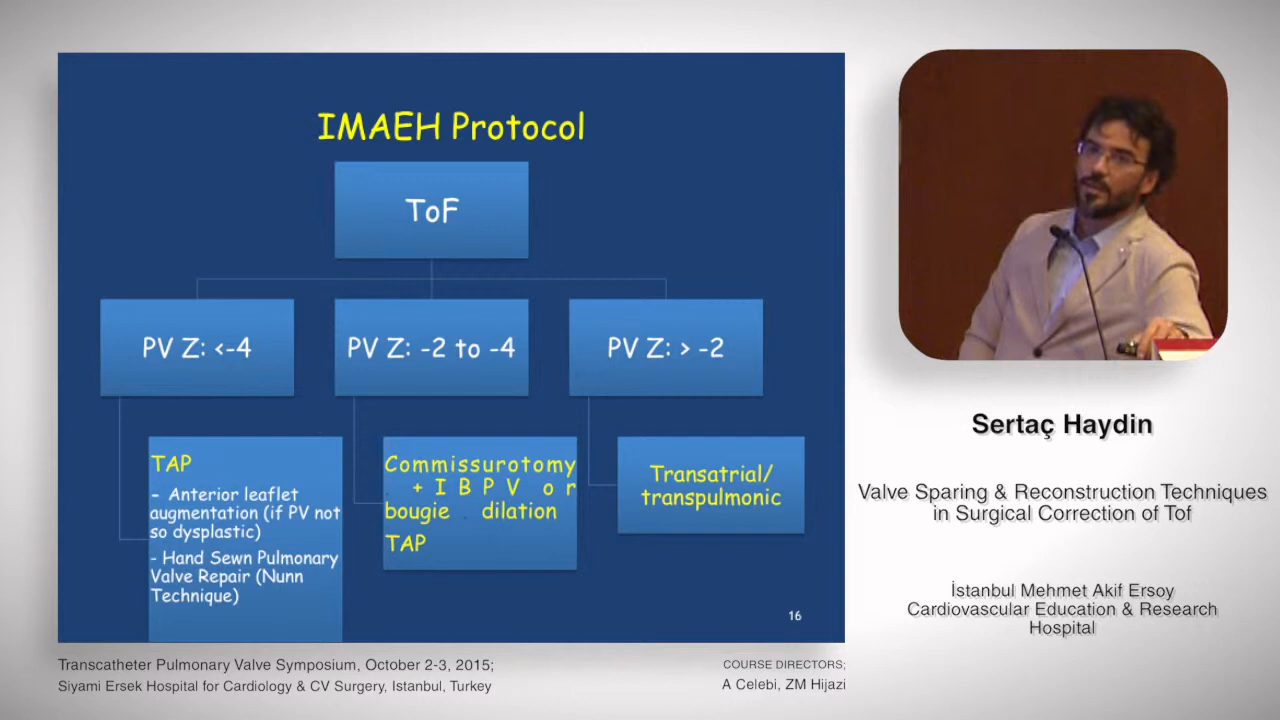 IMAEH Protocol
ToF
PV Z: <-4
PV Z: -2 to -4
PV Z: > -2
TAP
- Anterior leaflet
augmentation (if PV not
so dysplastic)
- Hand Sewn Pulmonary
Valve Repair (Nunn
Technique)
Commissurotomy
+ IBPV or
bougie dilation
TAP
Transatrial/
transpulmonic
16
Sertaç Haydin
Valve Sparing & Reconstruction Techniques
in Surgical Correction of Tof
İstanbul Mehmet Akif Ersoy
Cardiovascular Education & Research
Hospital
Transcatheter Pulmonary Valve Symposium, October 2-3, 2015;
Siyami Ersek Hospital for Cardiology & CV Surgery, Istanbul, Turkey
COURSE DIRECTORS;
A Celebi, ZM Hijazi